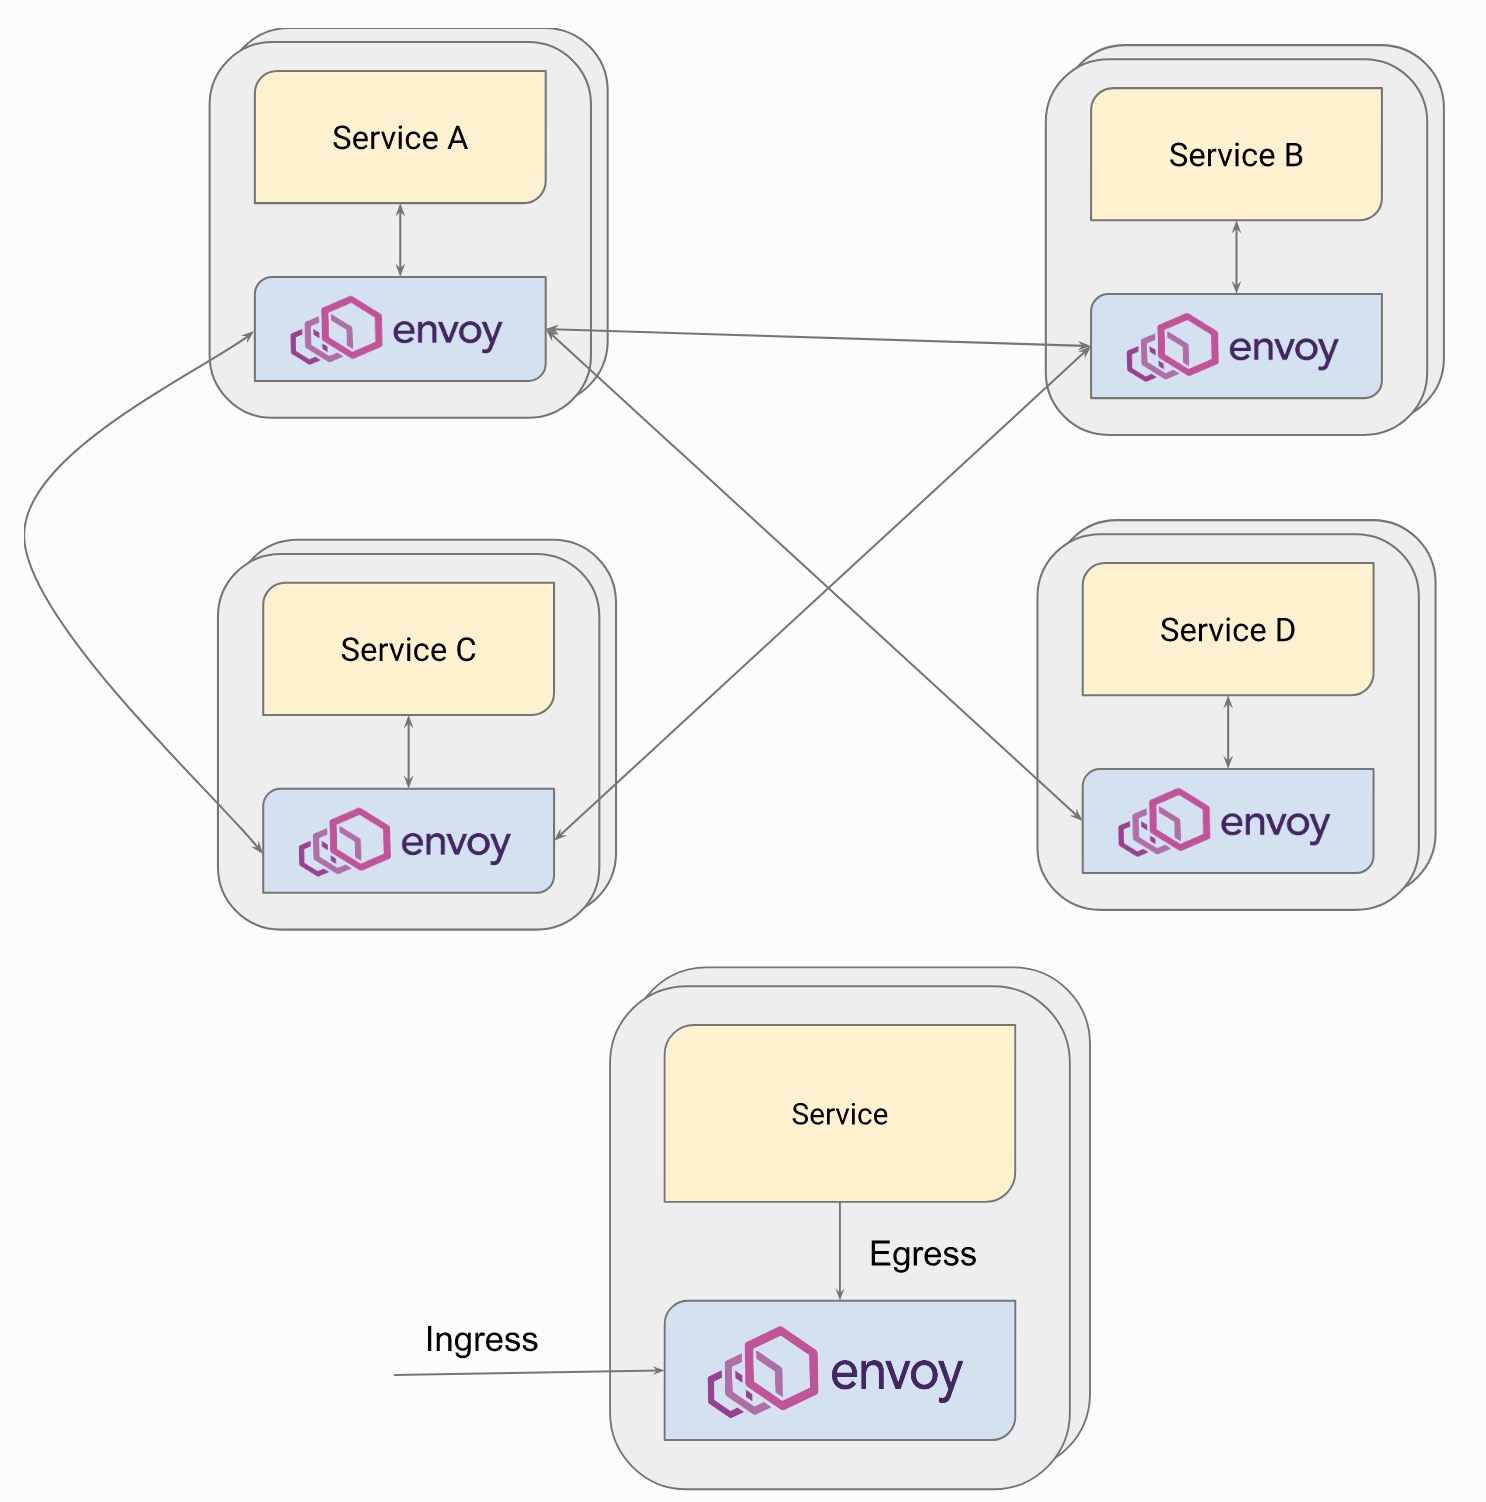 Service A
Service B
envoy
envoy
Service C
Service D
envoy
envoy
Service
Egress
Ingress
envoy